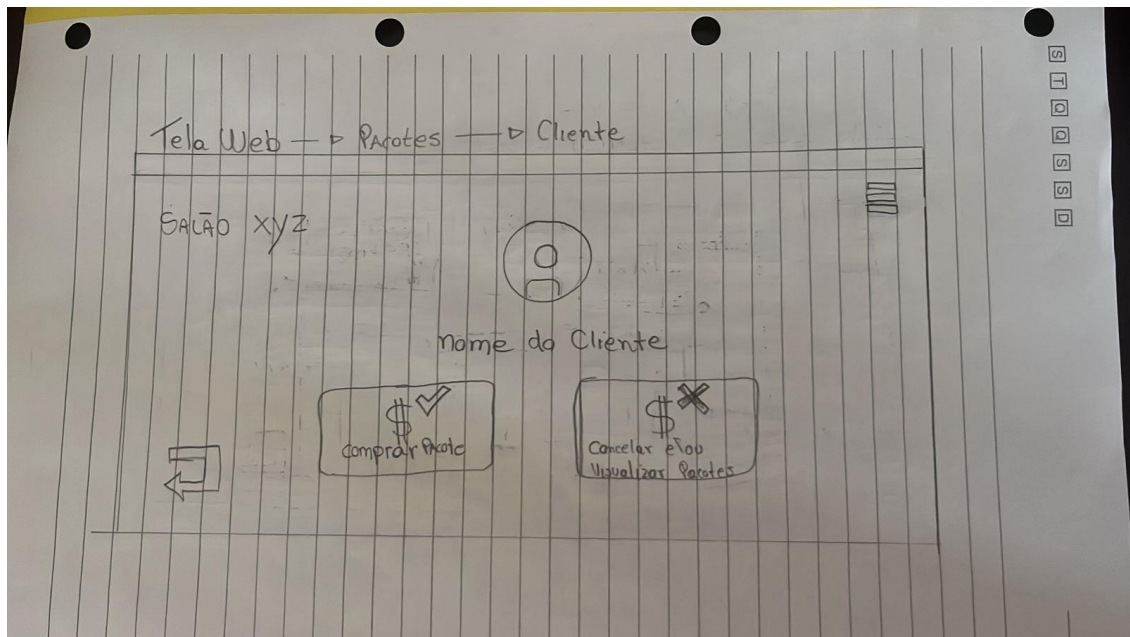 Tela Web → Pacotes → Cliente
SALÃO XYZ
nome do Cliente
$
comprar Pacote
$
Cancelar e/ou
Visualizar Pacotes
S T Q Q S S D